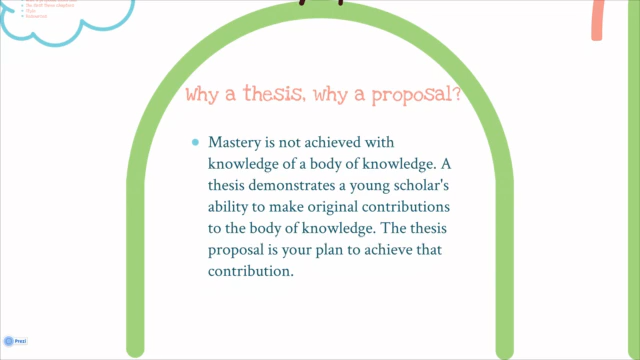 Why a thesis, why a proposal?
Mastery is not achieved with
knowledge of a body of knowledge. A
thesis demonstrates a young scholar's
ability to make original contributions
to the body of knowledge. The thesis
proposal is your plan to achieve that
contribution.
Prezi